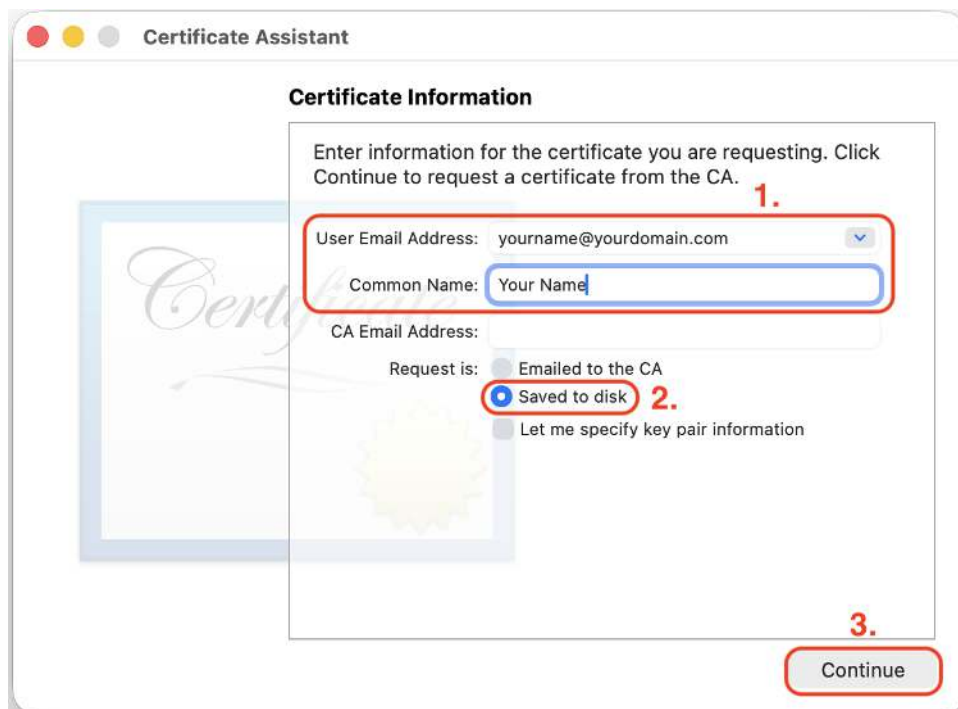 Certificate Assistant
Certificate Information
Enter information for the certificate you are requesting. Click
Continue to request a certificate from the CA.
1.
User Email Address: yourname@yourdomain.com
Common Name: Your Name
Certificate
CA Email Address:
Request is: Emailed to the CA
Saved to disk 2.
Let me specify key pair information
3.
Continue